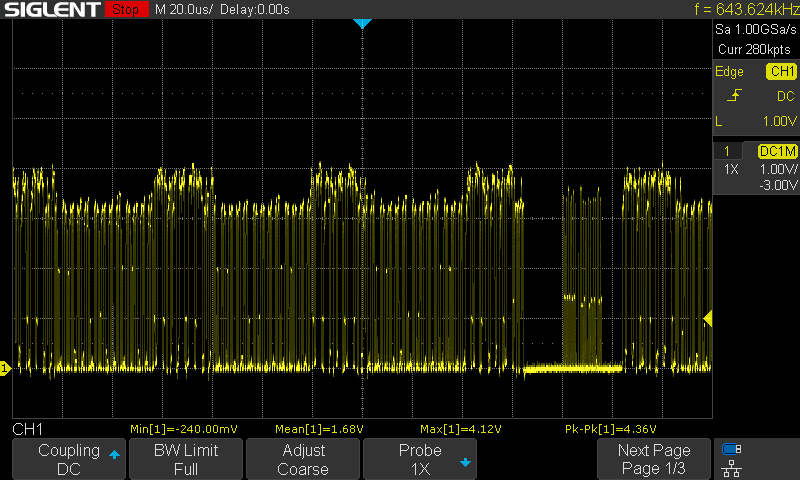 SIGLENT Stop M 20.0us/ Delay:0.00s f = 643.624kHz
Sa 1.00GSa/s
Curr 280kpts
Edge CH1
DC
L 1.00V
1 DC1M
1X 1.00V/
-3.00V
1
CH1 Min[1]=-240.00mV Mean[1]=1.68V Max[1]=4.12V Pk-Pk[1]=4.36V
Coupling BW Limit Adjust Probe Next Page
DC Full Coarse 1X Page 1/3